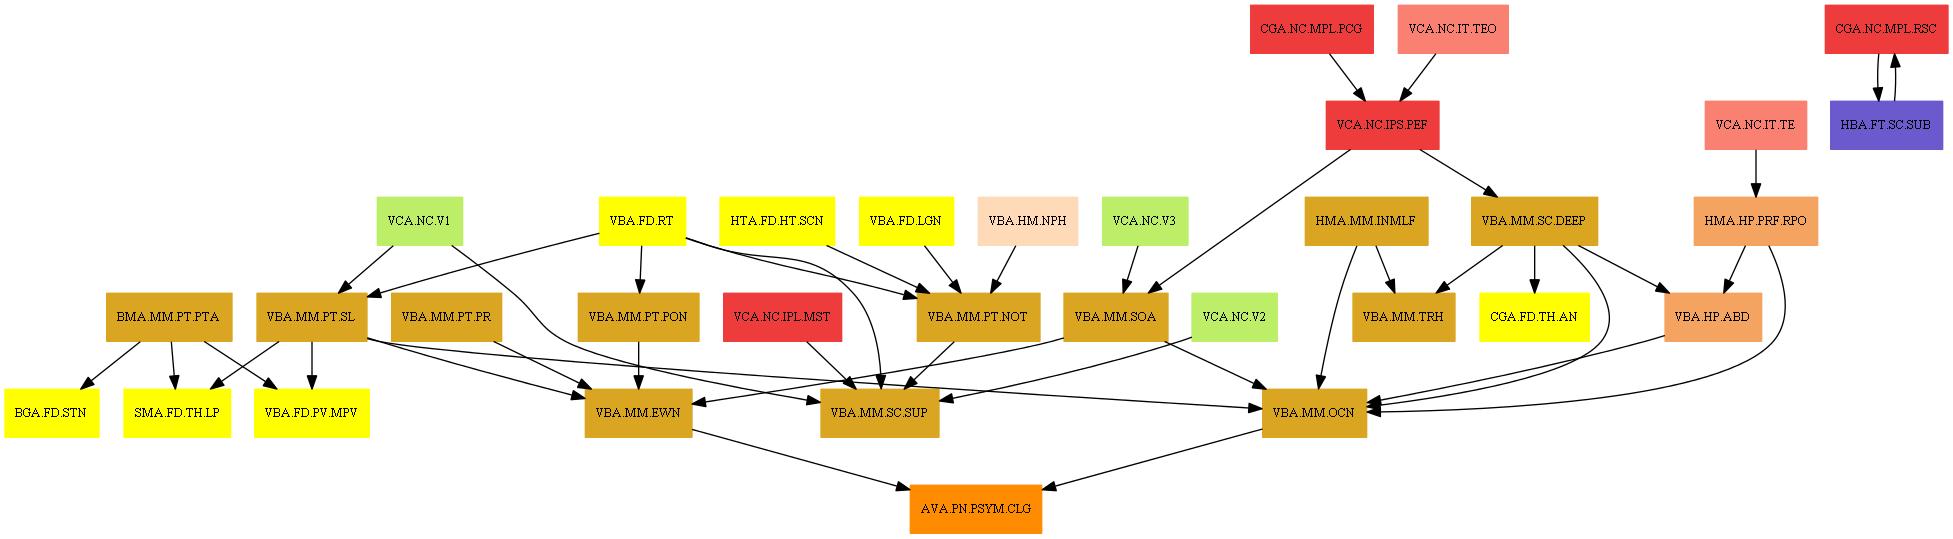 CGA.NC.MPL.PCG
VCA.NC.IT.TEO
CGA.NC.MPL.RSC
VCA.NC.IPS.PEF
VCA.NC.IT.TE
HBA.FT.SC.SUB
VCA.NC.V1
VBA.FD.RT
HTA.FD.HT.SCN
VBA.FD.LGN
VBA.HM.NPH
VCA.NC.V3
HMA.MM.INMLF
VBA.MM.SC.DEEP
HMA.HP.PRF.RPO
BMA.MM.PT.PTA
VBA.MM.PT.SL
VBA.MM.PT.PR
VBA.MM.PT.PON
VCA.NC.IPL.MST
VBA.MM.PT.NOT
VBA.MM.SOA
VCA.NC.V2
VBA.MM.TRH
CGA.FD.TH.AN
VBA.HP.ABD
BGA.FD.STN
SMA.FD.TH.LP
VBA.FD.PV.MPV
VBA.MM.EWN
VBA.MM.SC.SUP
VBA.MM.OCN
AVA.PN.PSYM.CLG